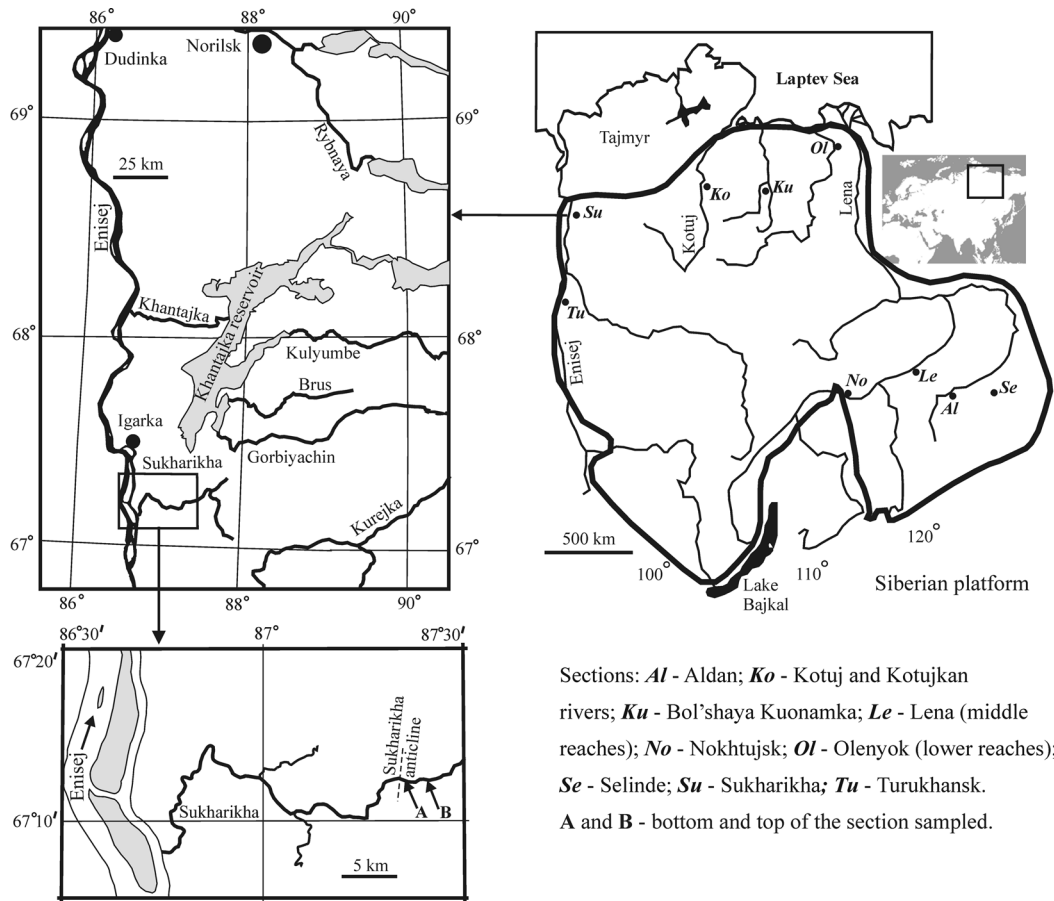 86° 88° 90°
Dudinka
Norilsk
69° 69°
Rybnaya
25 km
Enisej
Khantajka
Khantajka reservoir
68° 68°
Kulyumbe
Brus
Igarka
Gorbiyachin
Sukharikha
Kurejka
67° 67°
86° 88° 90°
Laptev Sea
Tajmyr
Ol
Ko
Ku
Lena
Su
Kotuj
Tu
Enisej
No
Le
Al
Se
500 km
120°
100°
110°
Lake
Bajkal
Siberian platform
86°30' 87° 87°30'
67°20'
Enisej
Sukharikha
anticline
Sukharikha
A B
67°10'
5 km
Sections: Al - Aldan; Ko - Kotuj and Kotujkan
rivers; Ku - Bol'shaya Kuonamka; Le - Lena (middle
reaches); No - Nokhtujsk; Ol - Olenyok (lower reaches);
Se - Selinde; Su - Sukharikha; Tu - Turukhansk.
A and B - bottom and top of the section sampled.